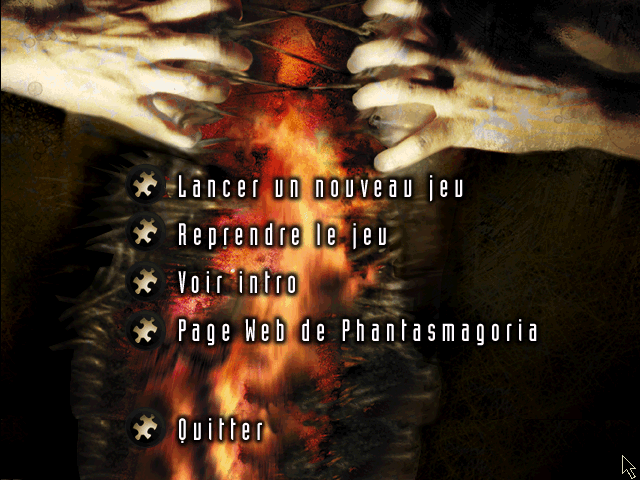 Lancer un nouveau jeu
Reprendre le jeu
Voir intro
Page Web de Phantasmagoria
Quitter